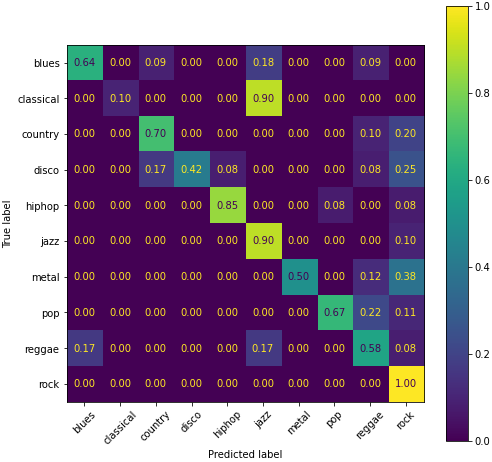 1.0
blues 0.64 0.00 0.09 0.00 0.00 0.18 0.00 0.00 0.09 0.00
classical 0.00 0.10 0.00 0.00 0.00 0.90 0.00 0.00 0.00 0.00
0.8
country 0.00 0.00 0.70 0.00 0.00 0.00 0.00 0.00 0.10 0.20
disco 0.00 0.00 0.17 0.42 0.08 0.00 0.00 0.00 0.08 0.25
0.6
hiphop 0.00 0.00 0.00 0.00 0.85 0.00 0.00 0.08 0.00 0.08
True label
jazz 0.00 0.00 0.00 0.00 0.00 0.90 0.00 0.00 0.00 0.10
0.4
metal 0.00 0.00 0.00 0.00 0.00 0.00 0.50 0.00 0.12 0.38
pop 0.00 0.00 0.00 0.00 0.00 0.00 0.00 0.67 0.22 0.11
0.2
reggae 0.17 0.00 0.00 0.00 0.00 0.17 0.00 0.00 0.58 0.08
rock 0.00 0.00 0.00 0.00 0.00 0.00 0.00 0.00 0.00 1.00
0.0
blues classical country disco hiphop jazz metal pop reggae rock
Predicted label